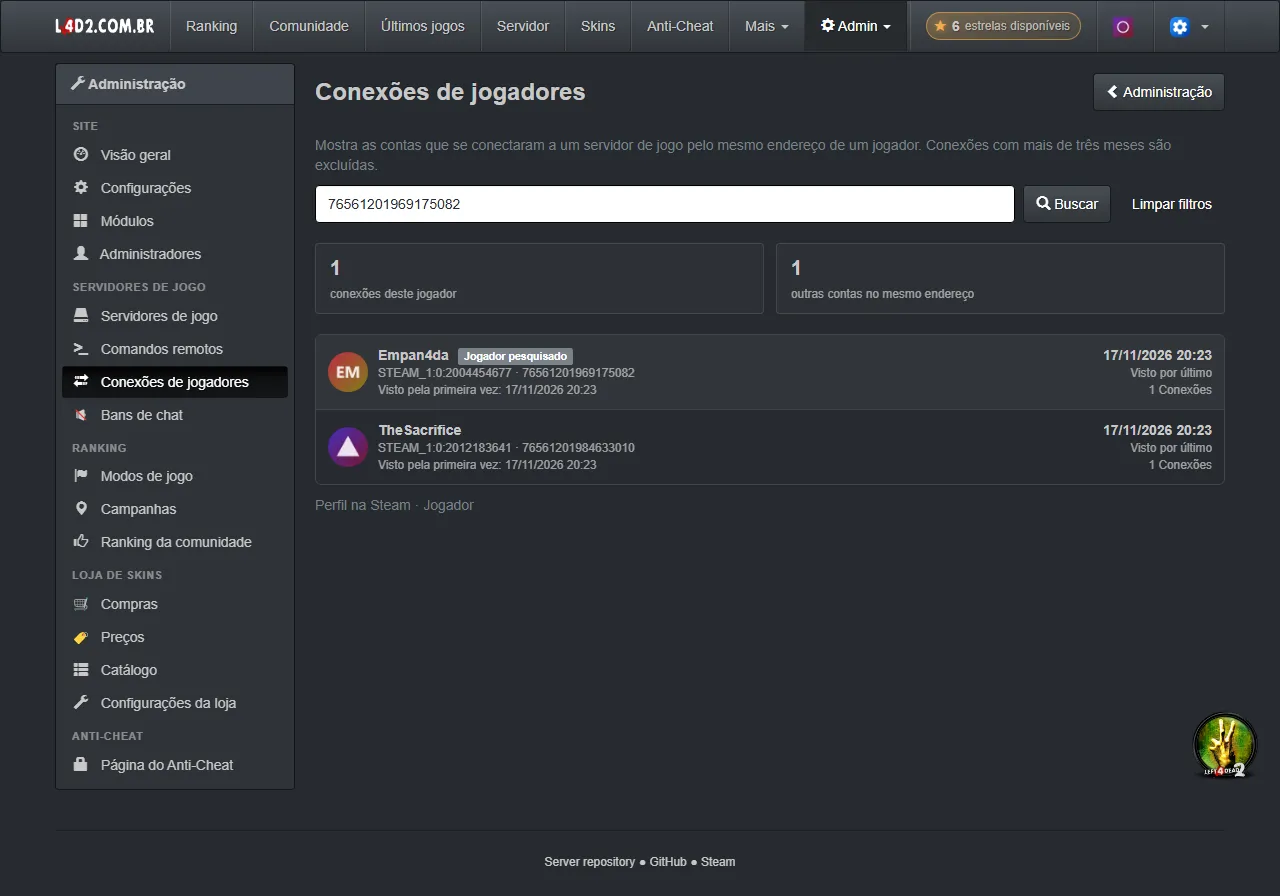 L4D2.COM.BR
Ranking
Comunidade
Últimos jogos
Servidor
Skins
Anti-Cheat
Mais
Admin
6 estrelas disponíveis
Administração
SITE
Visão geral
Configurações
Módulos
Administradores
SERVIDORES DE JOGO
Servidores de jogo
Comandos remotos
Conexões de jogadores
Bans de chat
RANKING
Modos de jogo
Campanhas
Ranking da comunidade
LOJA DE SKINS
Compras
Preços
Catálogo
Configurações da loja
ANTI-CHEAT
Página do Anti-Cheat
Conexões de jogadores
Administração
Mostra as contas que se conectaram a um servidor de jogo pelo mesmo endereço de um jogador. Conexões com mais de três meses são
excluídas.
76561201969175082
Buscar
Limpar filtros
1
conexões deste jogador
1
outras contas no mesmo endereço
EM
Empan4da Jogador pesquisado
STEAM_1:0:2004454677 · 76561201969175082
Visto pela primeira vez: 17/11/2026 20:23
17/11/2026 20:23
Visto por último
1 Conexões
TheSacrifice
STEAM_1:0:2012183641 · 76561201984633010
Visto pela primeira vez: 17/11/2026 20:23
17/11/2026 20:23
Visto por último
1 Conexões
Perfil na Steam · Jogador
LEFT 4 DEAD 2
Server repository ● GitHub ● Steam